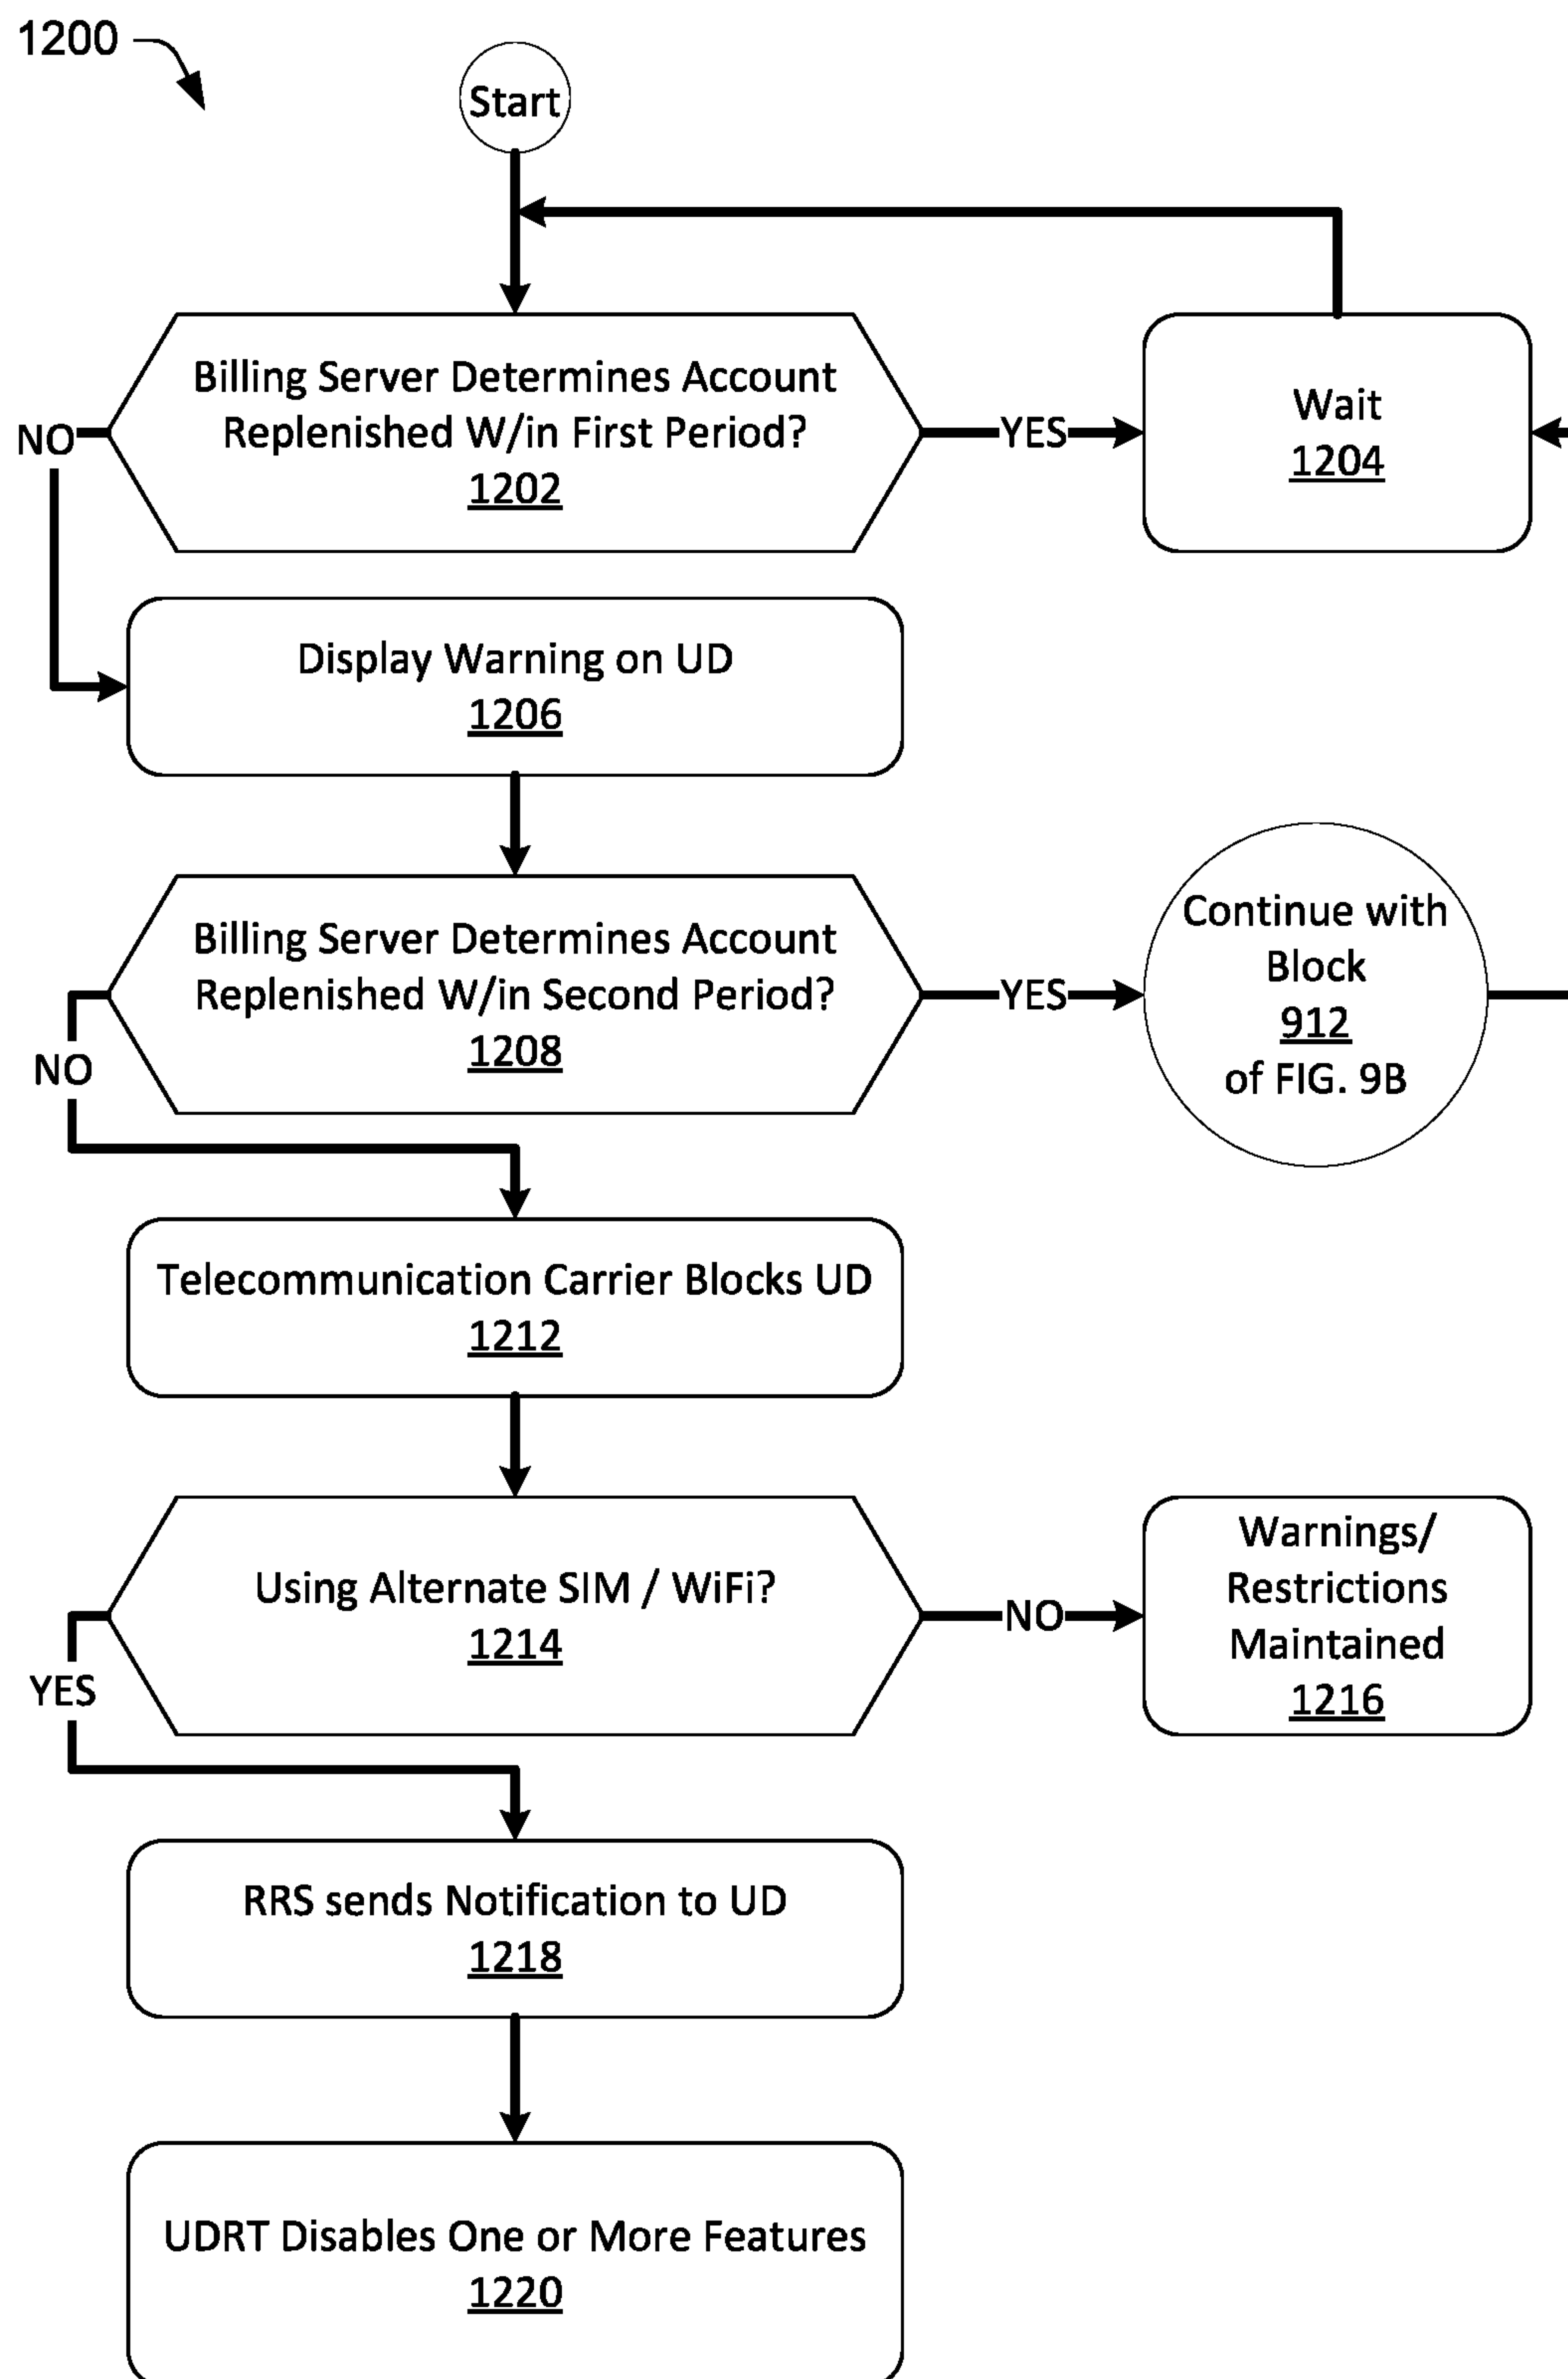 1200
Start
Billing Server Determines Account
Replenished W/in First Period?
1202
NO
YES
Wait
1204
Display Warning on UD
1206
Billing Server Determines Account
Replenished W/in Second Period?
1208
NO
YES
Continue with
Block
912
of FIG. 9B
Telecommunication Carrier Blocks UD
1212
Using Alternate SIM / WiFi?
1214
YES
NO
Warnings/
Restrictions
Maintained
1216
RRS sends Notification to UD
1218
UDRT Disables One or More Features
1220